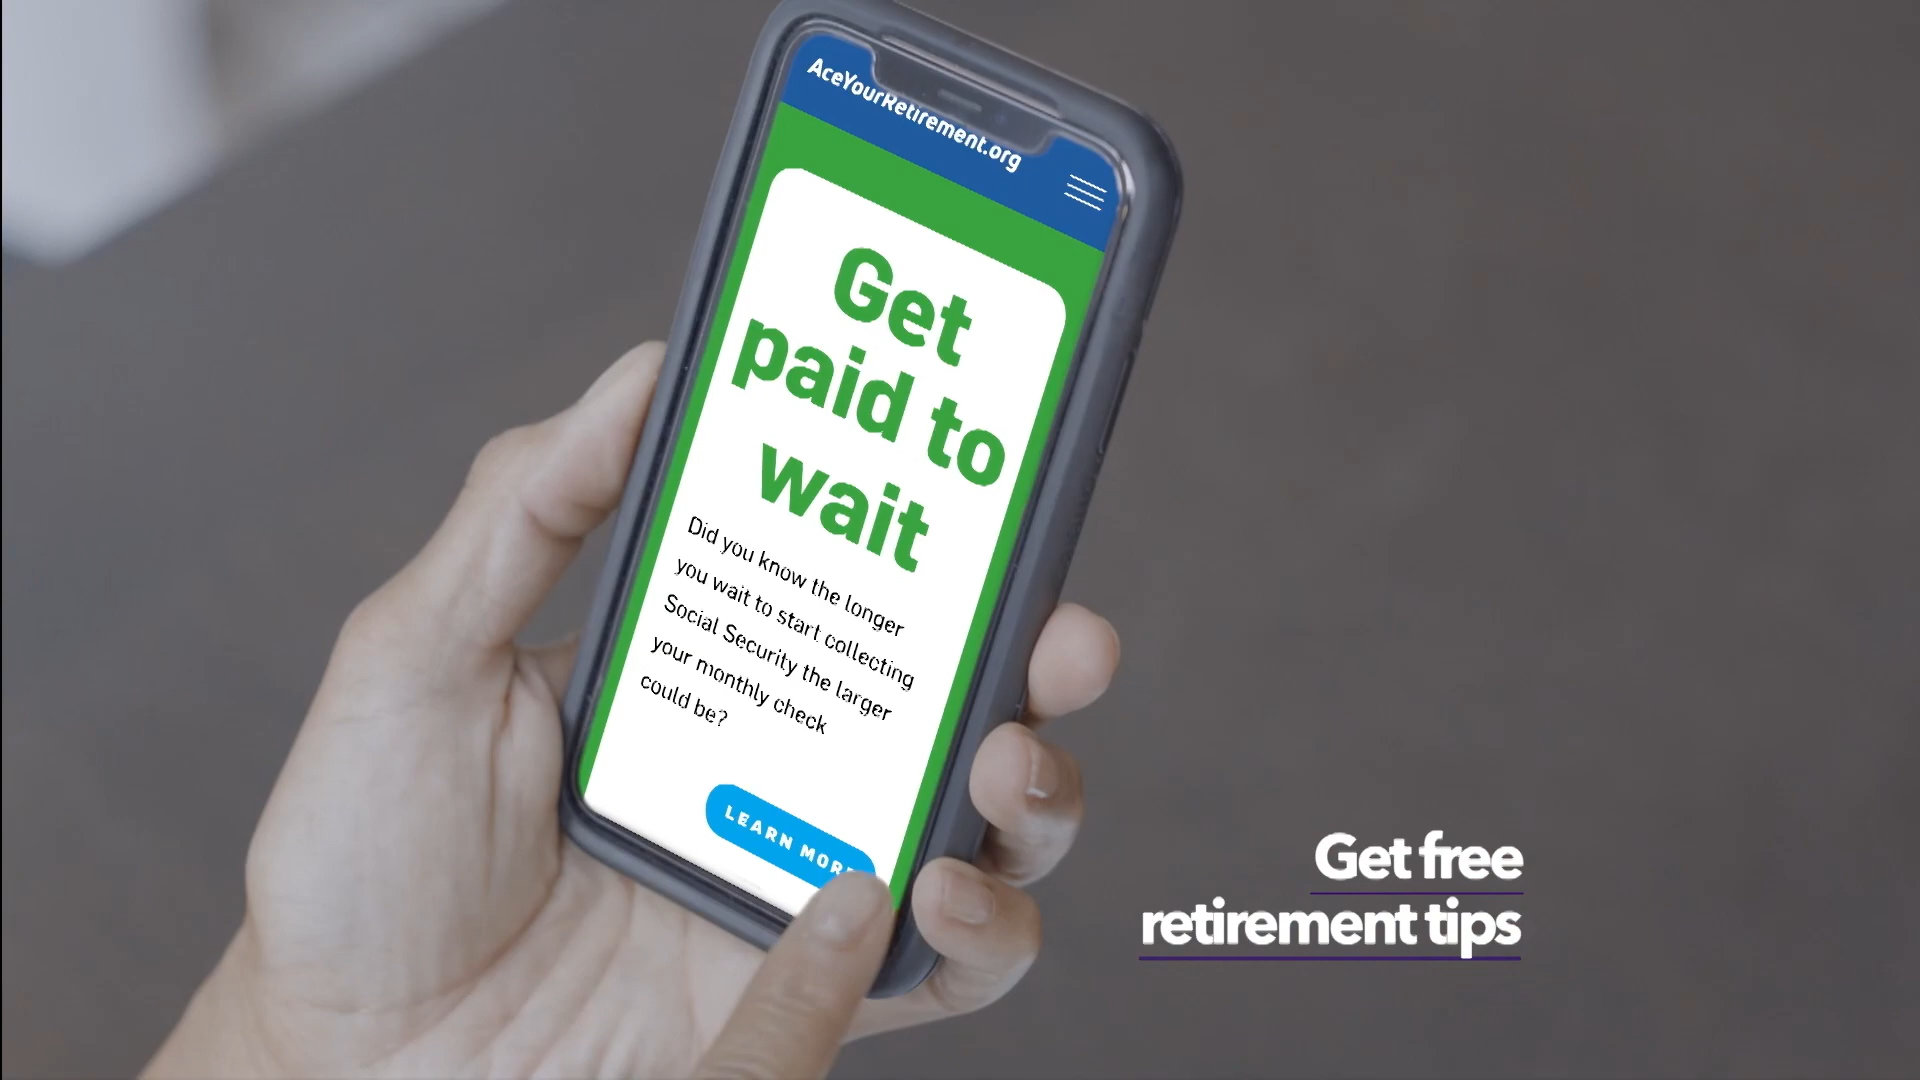 AceYourRetirement.org
Get
paid to
wait
Did you know the longer
you wait to start collecting
Social Security the larger
your monthly check
could be?
LEARN MORE
Get free
retirement tips